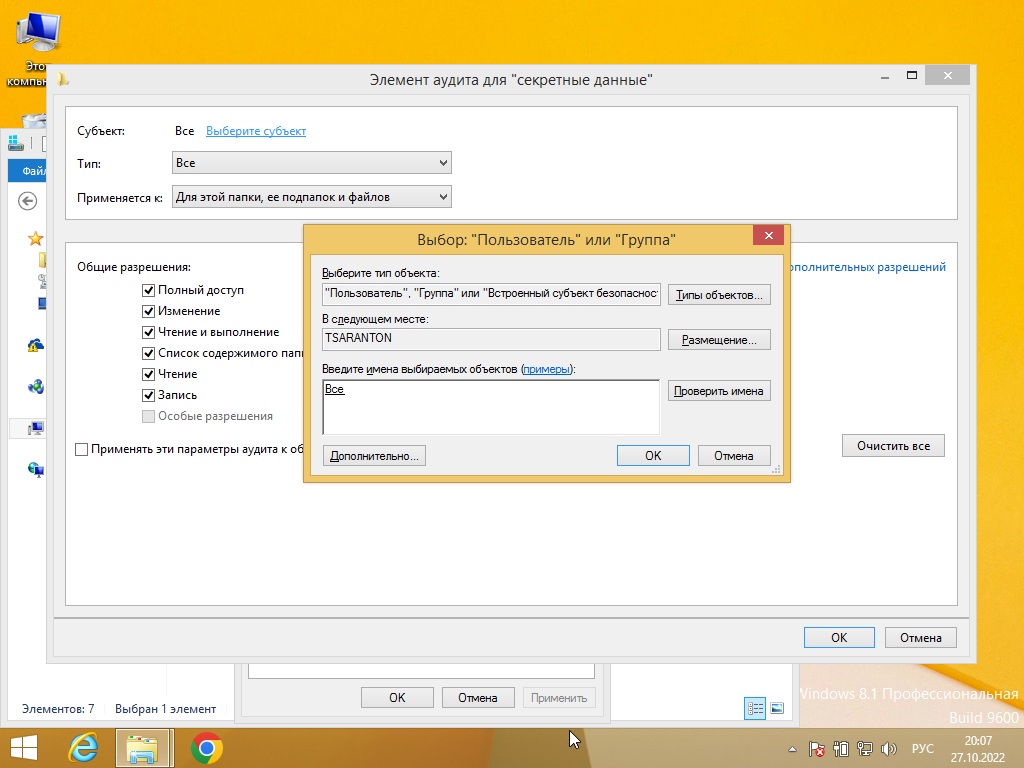 Этот
компьютер
Элемент аудита для "секретные данные"
Субъект: Все Выберите субъект
Тип: Все
Применяется к: Для этой папки, ее подпапок и файлов
Файл
Выбор: "Пользователь" или "Группа"
Общие разрешения:
Полный доступ
Изменение
Чтение и выполнение
Список содержимого
Чтение
Запись
Особые разрешения
Применять эти параметры аудита к
дополнительных разрешений
Очистить все
Выберите тип объекта:
"Пользователь", "Группа" или "Встроенный субъект
Типы объектов...
В следующем месте:
TSARANTON
Размещение...
Введите имена выбираемых объектов (примеры):
Все
Проверить имена
Дополнительно...
OK
Отмена
OK
Отмена
OK
Отмена
Применить
Элементов: 7 Выбран 1 элемент
Windows 8.1 Профессиональная
Build 9600
РУС
20:07
27.10.2022